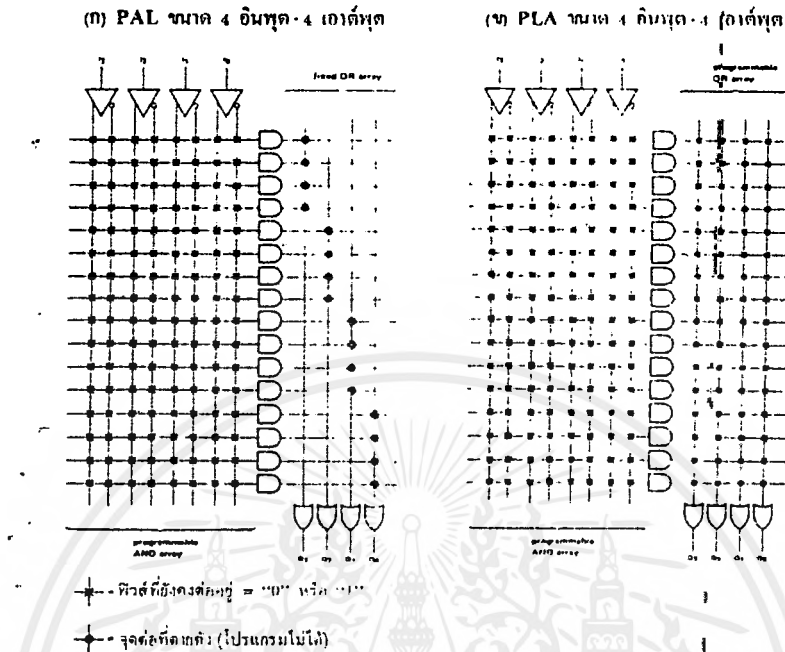 (ก) PAL ขนาด 4 อินพุต-4 เอาต์พุต
(ข) PLA ขนาด 4 อินพุต-4 เอาต์พุต
fixed OR array
programmable
OR array
programmable
AND array
programmable
AND array
ฟิวส์ที่ยังคงต่ออยู่ = "0" หรือ "1"
จุดต่อที่ตายตัว (โปรแกรมไม่ได้)